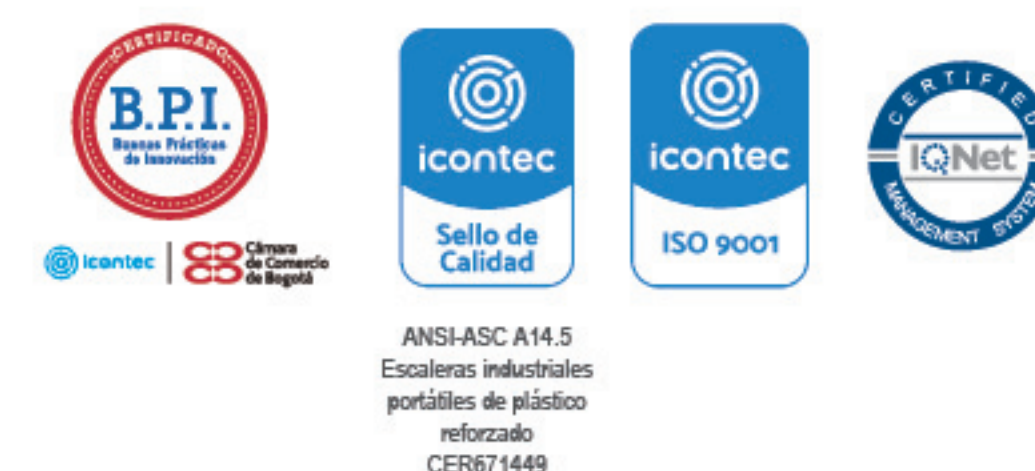 CERTIFICADO
B.P.I.
Buenas Prácticas
de Innovación
icontec
Cámara
de Comercio
de Bogotá
icontec
Sello de
Calidad
icontec
ISO 9001
CERTIFIED
IQNet
MANAGEMENT SYSTEM
ANSI-ASC A14.5
Escaleras industriales
portátiles de plástico
reforzado
CER671449